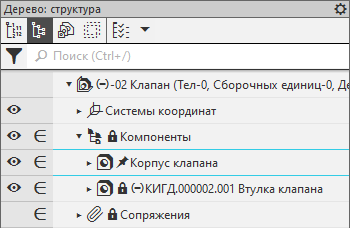 Дерево: структура
Поиск (Ctrl+/)
(–)-02 Клапан (Тел-0, Сборочных единиц-0, Де
Системы координат
Компоненты
Корпус клапана
(–)КИГД.000002.001 Втулка клапана
Сопряжения